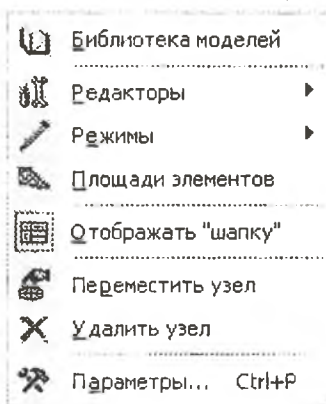 Библиотека моделей
Редакторы
Режимы
Площади элементов
Отображать "шапку"
Переместить узел
Удалить узел
Параметры... Ctrl+P